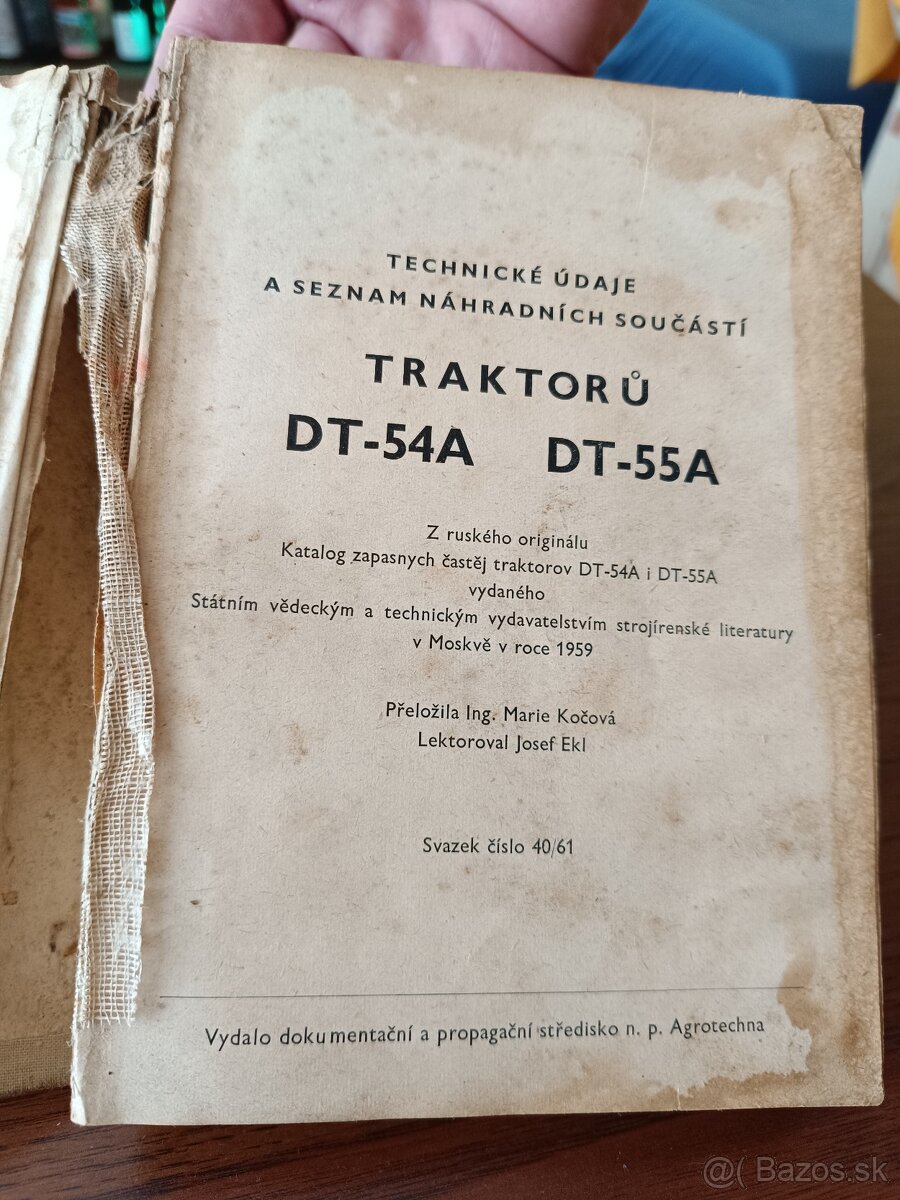 TECHNICKÉ ÚDAJE
A SEZNAM NÁHRADNÍCH SOUČÁSTÍ
TRAKTORŮ
DT-54A DT-55A
Z ruského originálu
Katalog zapasnych častěj traktorov DT-54A i DT-55A
vydaného
Státním vědeckým a technickým vydavatelstvím strojírenské literatury
v Moskvě v roce 1959
Přeložila Ing. Marie Kočová
Lektoroval Josef Ekl
Svazek číslo 40/61
Vydalo dokumentační a propagační středisko n. p. Agrotechna
@( Bazos.sk